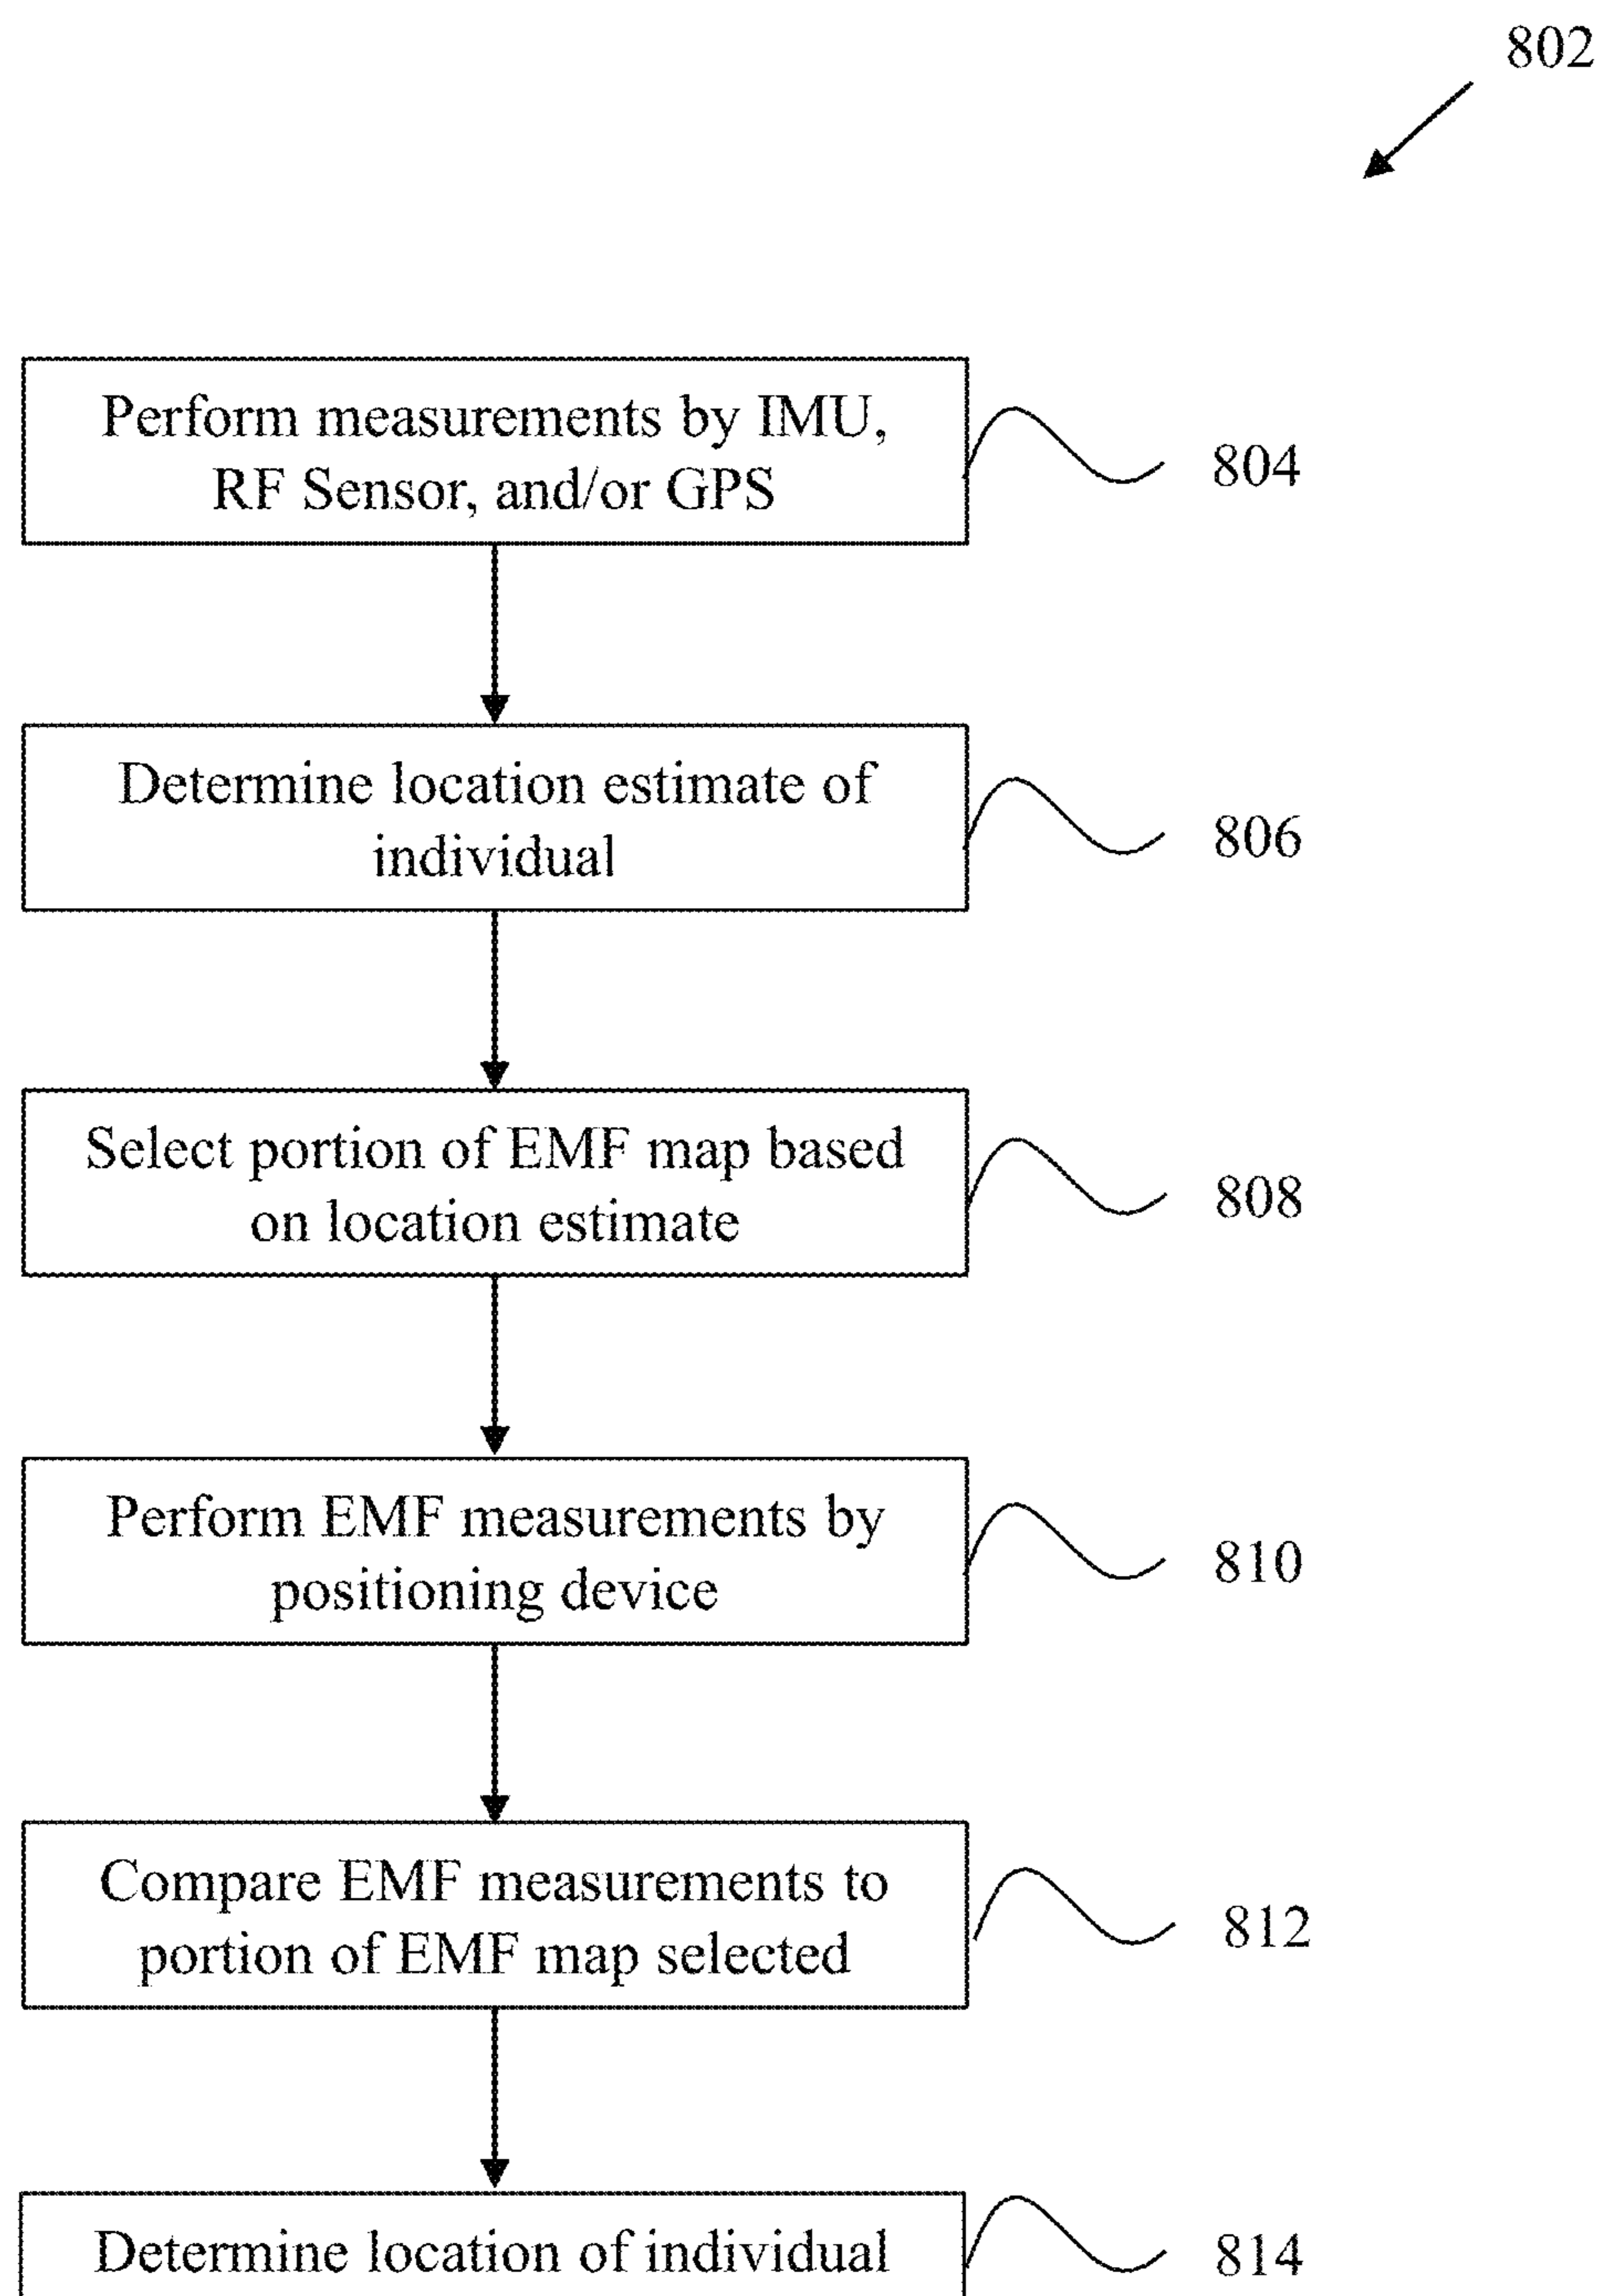 802
Perform measurements by IMU,
RF Sensor, and/or GPS
804
Determine location estimate of
individual
806
Select portion of EMF map based
on location estimate
808
Perform EMF measurements by
positioning device
810
Compare EMF measurements to
portion of EMF map selected
812
Determine location of individual
814